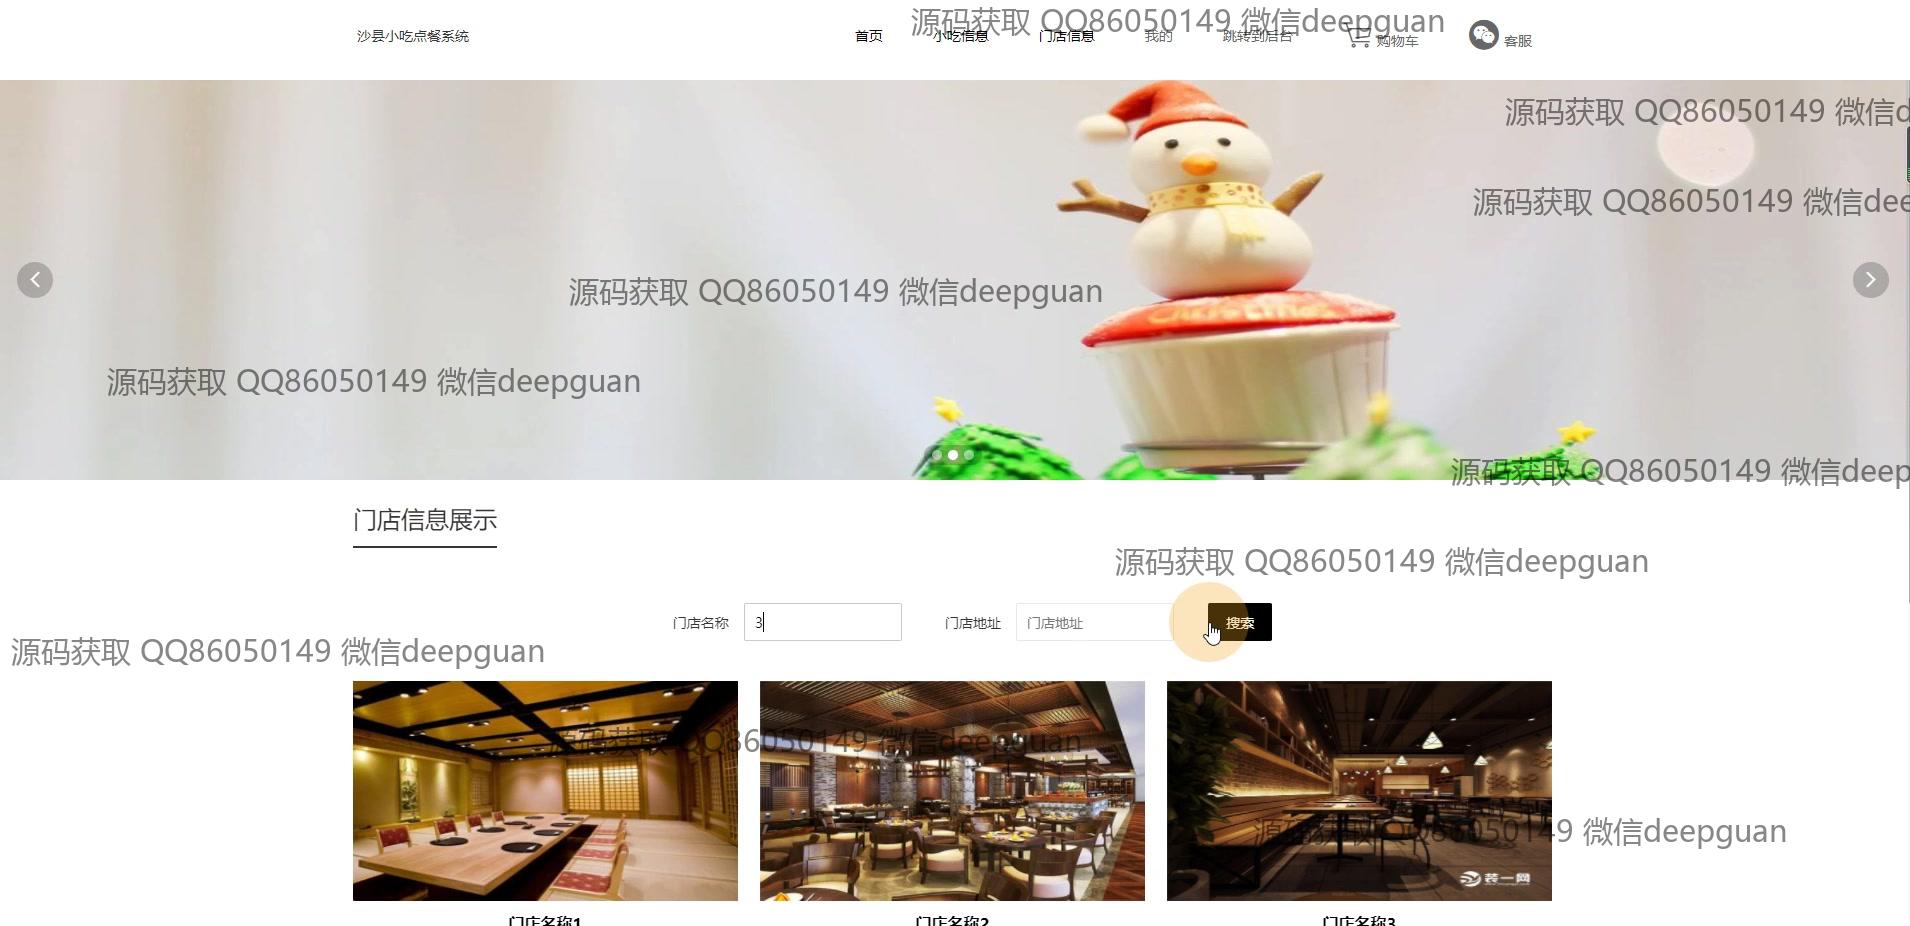 沙县小吃点餐系统
首页
小吃信息
门店信息
我的
跳转到后台
购物车
客服
源码获取 QQ86050149 微信deepguan
源码获取 QQ86050149 微信d
源码获取 QQ86050149 微信dee
源码获取 QQ86050149 微信deepguan
源码获取 QQ86050149 微信deepguan
源码获取 QQ86050149 微信deep
门店信息展示
源码获取 QQ86050149 微信deepguan
门店名称
3
门店地址
门店地址
搜索
源码获取 QQ86050149 微信deepguan
源码获取 QQ86050149 微信deepguan
源码获取 QQ86050149 微信deepguan
装一网
门店名称1
门店名称2
门店名称3